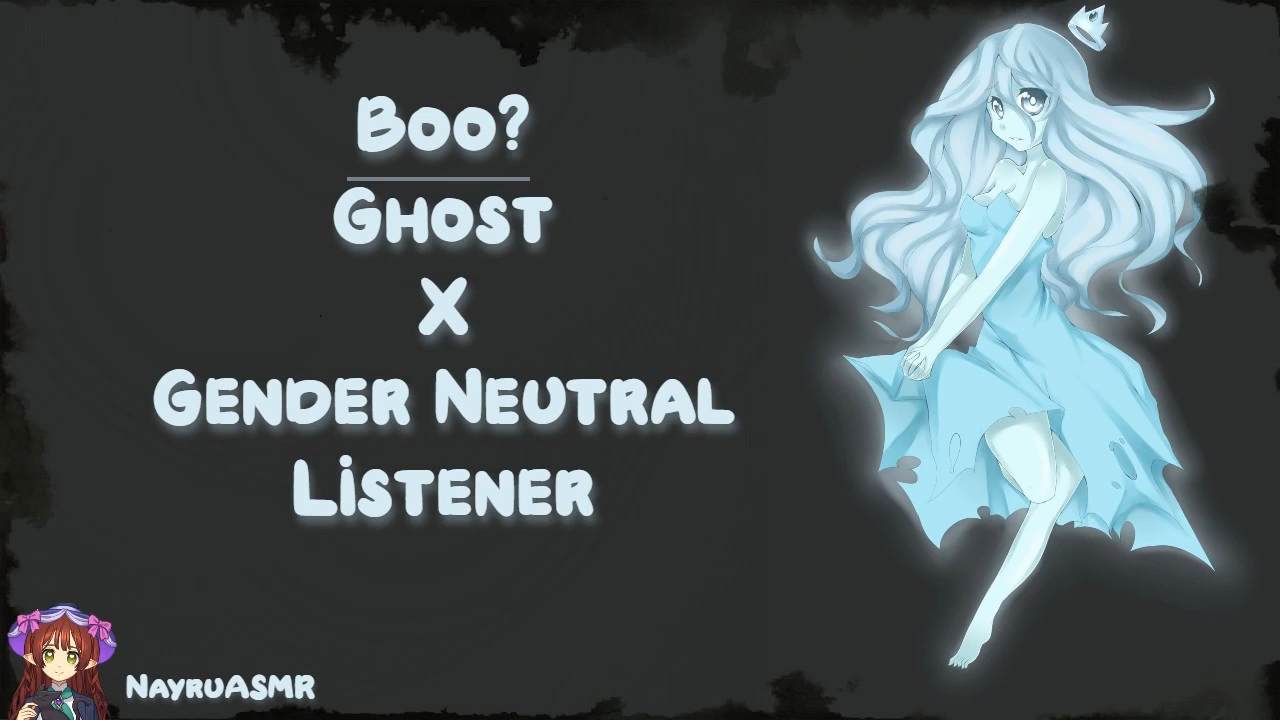 Boo?
Ghost
X
Gender Neutral
Listener
NayruASMR